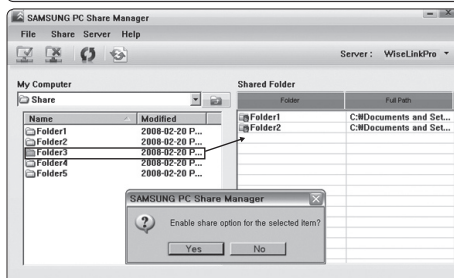 SAMSUNG PC Share Manager
File Share Server Help
Server : WiseLinkPro
My Computer
Shared Folder
Share
Folder Full Path
Name Modified
Folder1 2008-02-20 P...
Folder2 2008-02-20 P...
Folder3 2008-02-20 P...
Folder4 2008-02-20 P...
Folder5 2008-02-20 P...
Folder1 C:₩Documents and Set...
Folder2 C:₩Documents and Set...
SAMSUNG PC Share Manager
Enable share option for the selected item?
Yes No